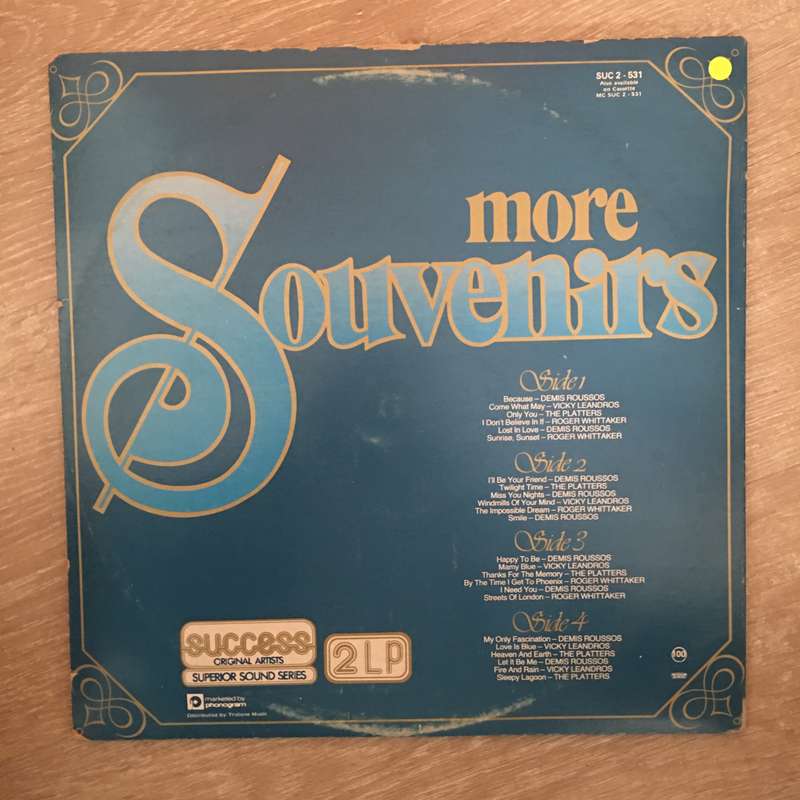 SUC 2 - 531
Also available
on Cassette
MC SUC 2 - 531
more
Souvenirs
Side 1
Because – DEMIS ROUSSOS
Come What May – VICKY LEANDROS
Only You – THE PLATTERS
I Don't Believe In If – ROGER WHITTAKER
Lost In Love – DEMIS ROUSSOS
Sunrise, Sunset – ROGER WHITTAKER
Side 2
I'll Be Your Friend – DEMIS ROUSSOS
Twilight Time – THE PLATTERS
Miss You Nights – DEMIS ROUSSOS
Windmills Of Your Mind – VICKY LEANDROS
The Impossible Dream – ROGER WHITTAKER
Smile – DEMIS ROUSSOS
Side 3
Happy To Be – DEMIS ROUSSOS
Mamy Blue – VICKY LEANDROS
Thanks For The Memory – THE PLATTERS
By The Time I Get To Phoenix – ROGER WHITTAKER
I Need You – DEMIS ROUSSOS
Streets Of London – ROGER WHITTAKER
Side 4
My Only Fascination – DEMIS ROUSSOS
Love Is Blue – VICKY LEANDROS
Heaven And Earth – THE PLATTERS
Let It Be Me – DEMIS ROUSSOS
Fire And Rain – VICKY LEANDROS
Sleepy Lagoon – THE PLATTERS
success
ORIGINAL ARTISTS
SUPERIOR SOUND SERIES
2 LP
marketed by
phonogram
Distributed by Trutone Music
100